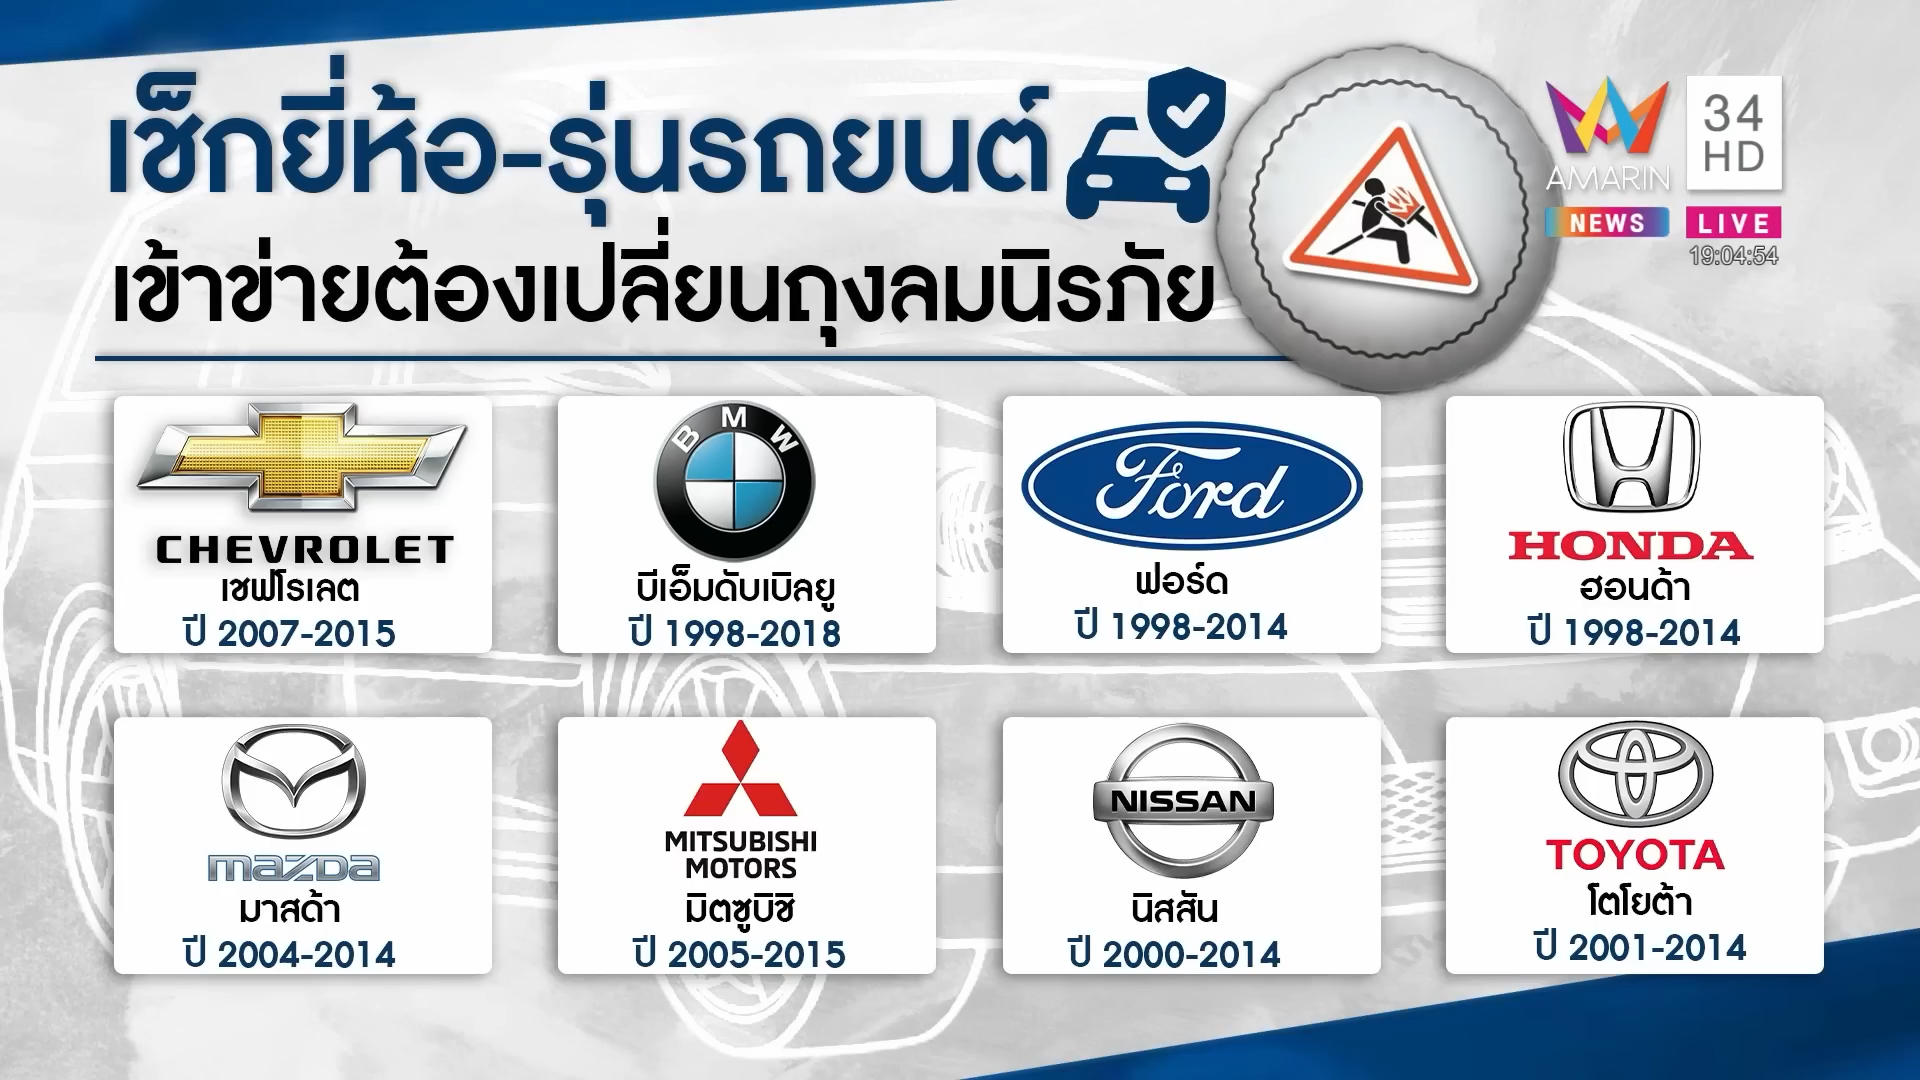 เช็กยี่ห้อ-รุ่นรถยนต์
เข้าข่ายต้องเปลี่ยนถุงลมนิรภัย
AMARIN
NEWS
34
HD
LIVE
19:04:54
CHEVROLET
เชฟโรเลต
ปี 2007-2015
BMW
บีเอ็มดับเบิลยู
ปี 1998-2018
Ford
ฟอร์ด
ปี 1998-2014
HONDA
ฮอนด้า
ปี 1998-2014
mazda
มาสด้า
ปี 2004-2014
MITSUBISHI
MOTORS
มิตซูบิชิ
ปี 2005-2015
NISSAN
นิสสัน
ปี 2000-2014
TOYOTA
โตโยต้า
ปี 2001-2014